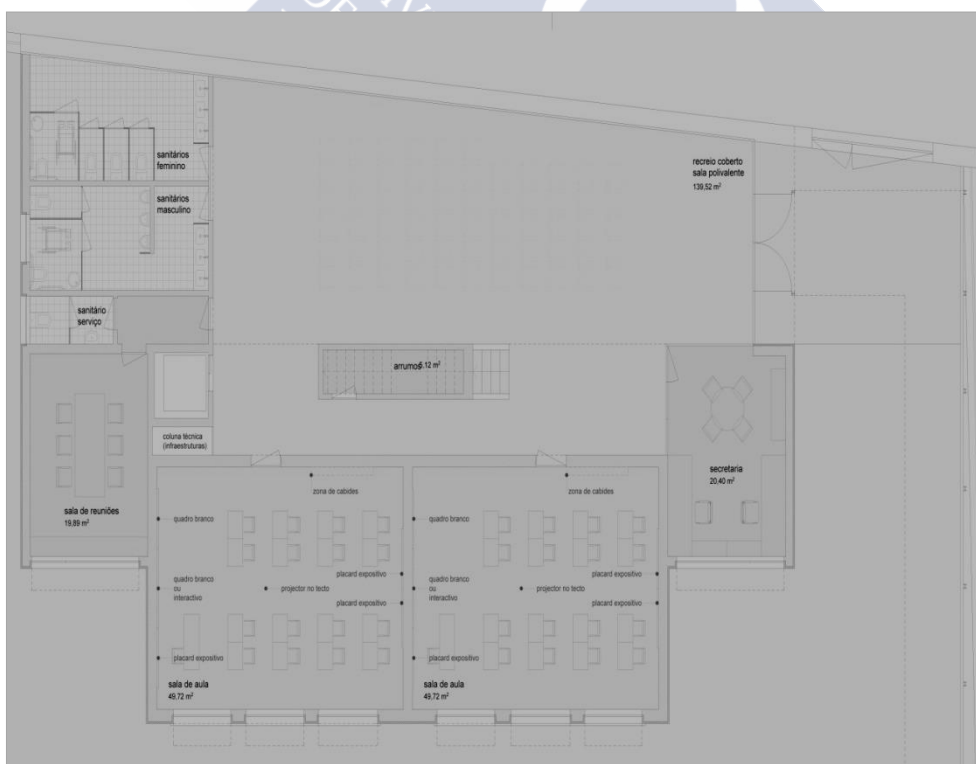 sanitários
feminino
recreio coberto
sala polivalente
139,52 m²
sanitários
masculino
sanitário
serviço
arrumos
5.12 m²
coluna técnica
(infraestruturas)
sala de reuniões
19,89 m²
secretaria
20,40 m²
zona de cabides
quadro branco
placard expositivo
quadro branco
ou
interactivo
projector no tecto
placard expositivo
placard expositivo
sala de aula
49,72 m²
zona de cabides
quadro branco
placard expositivo
quadro branco
ou
interactivo
projector no tecto
placard expositivo
placard expositivo
sala de aula
49,72 m²